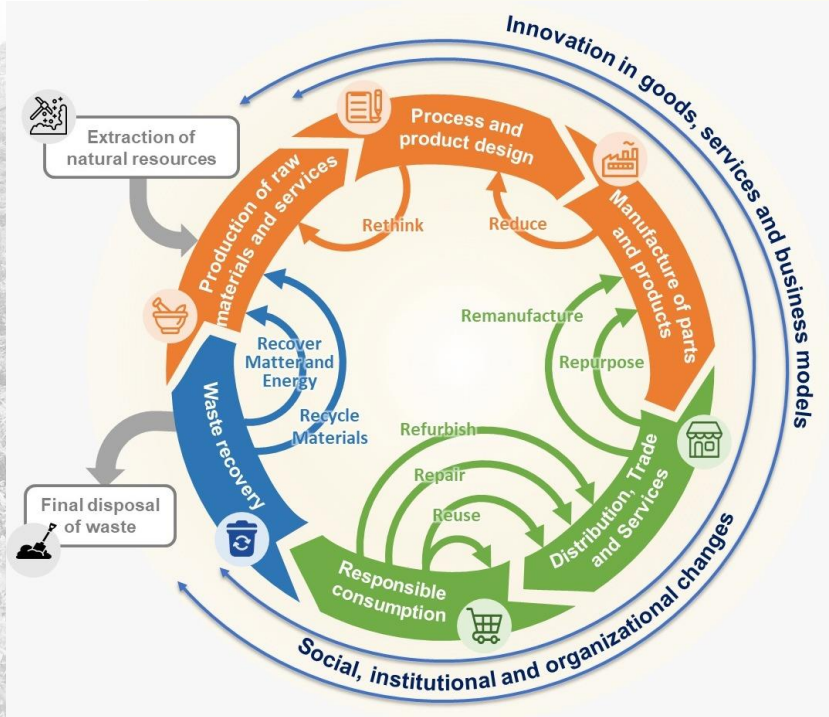 Innovation in goods, services and business models
Extraction of
natural resources
Process and
product design
Production of raw
materials and services
Manufacture of parts
and products
Rethink
Reduce
Remanufacture
Repurpose
Recover
Matter and
Energy
Recycle
Materials
Refurbish
Repair
Reuse
Waste recovery
Distribution, Trade
and Services
Final disposal
of waste
Responsible
consumption
Social, institutional and organizational changes